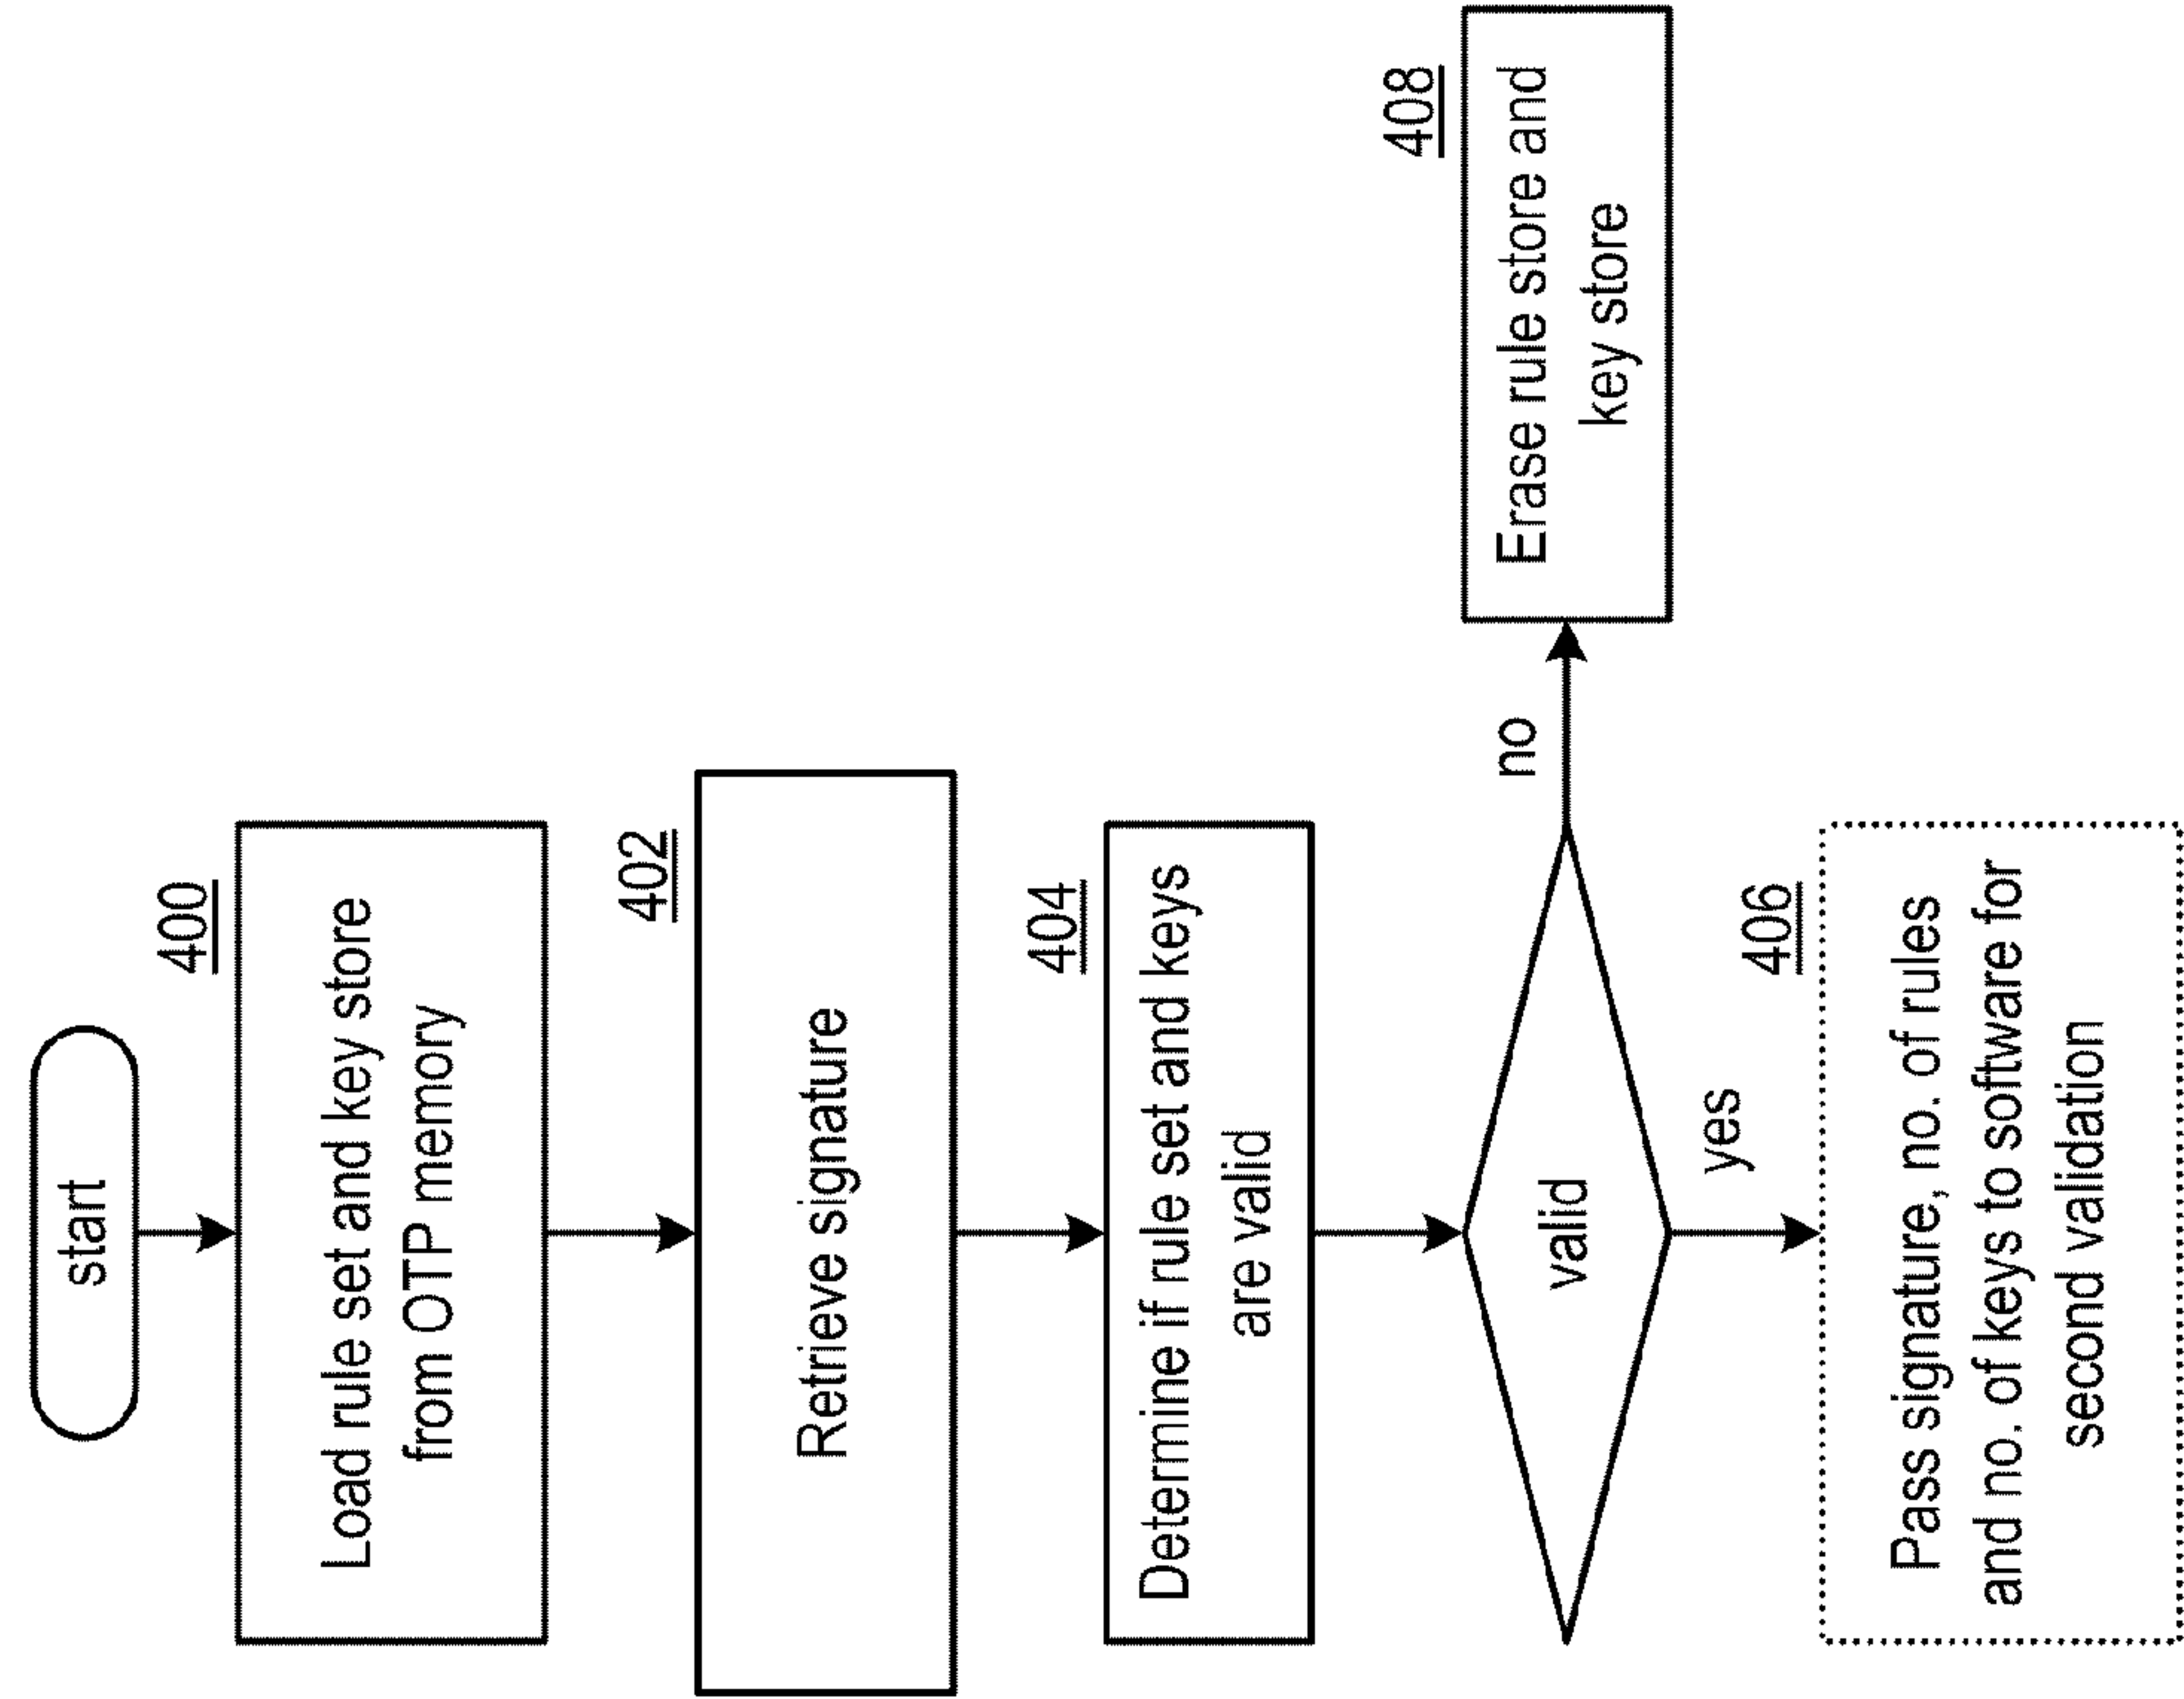 start
400
Load rule set and key store
from OTP memory
402
Retrieve signature
404
Determine if rule set and keys
are valid
valid
no
408
Erase rule store and
key store
yes
406
Pass signature, no. of rules
and no. of keys to software for
second validation